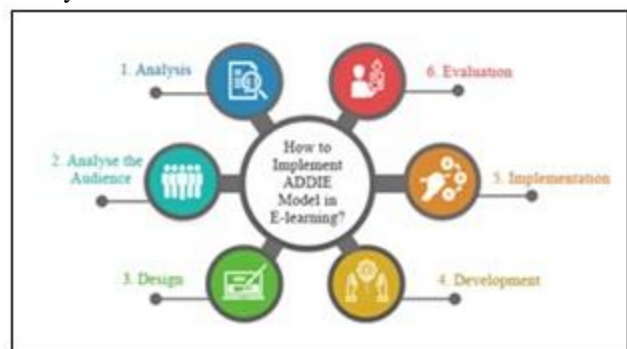 1. Analysis
2. Analyse the
Audience
3. Design
How to
Implement
ADDIE
Model in
E-learning?
6. Evaluation
5. Implementation
4. Development